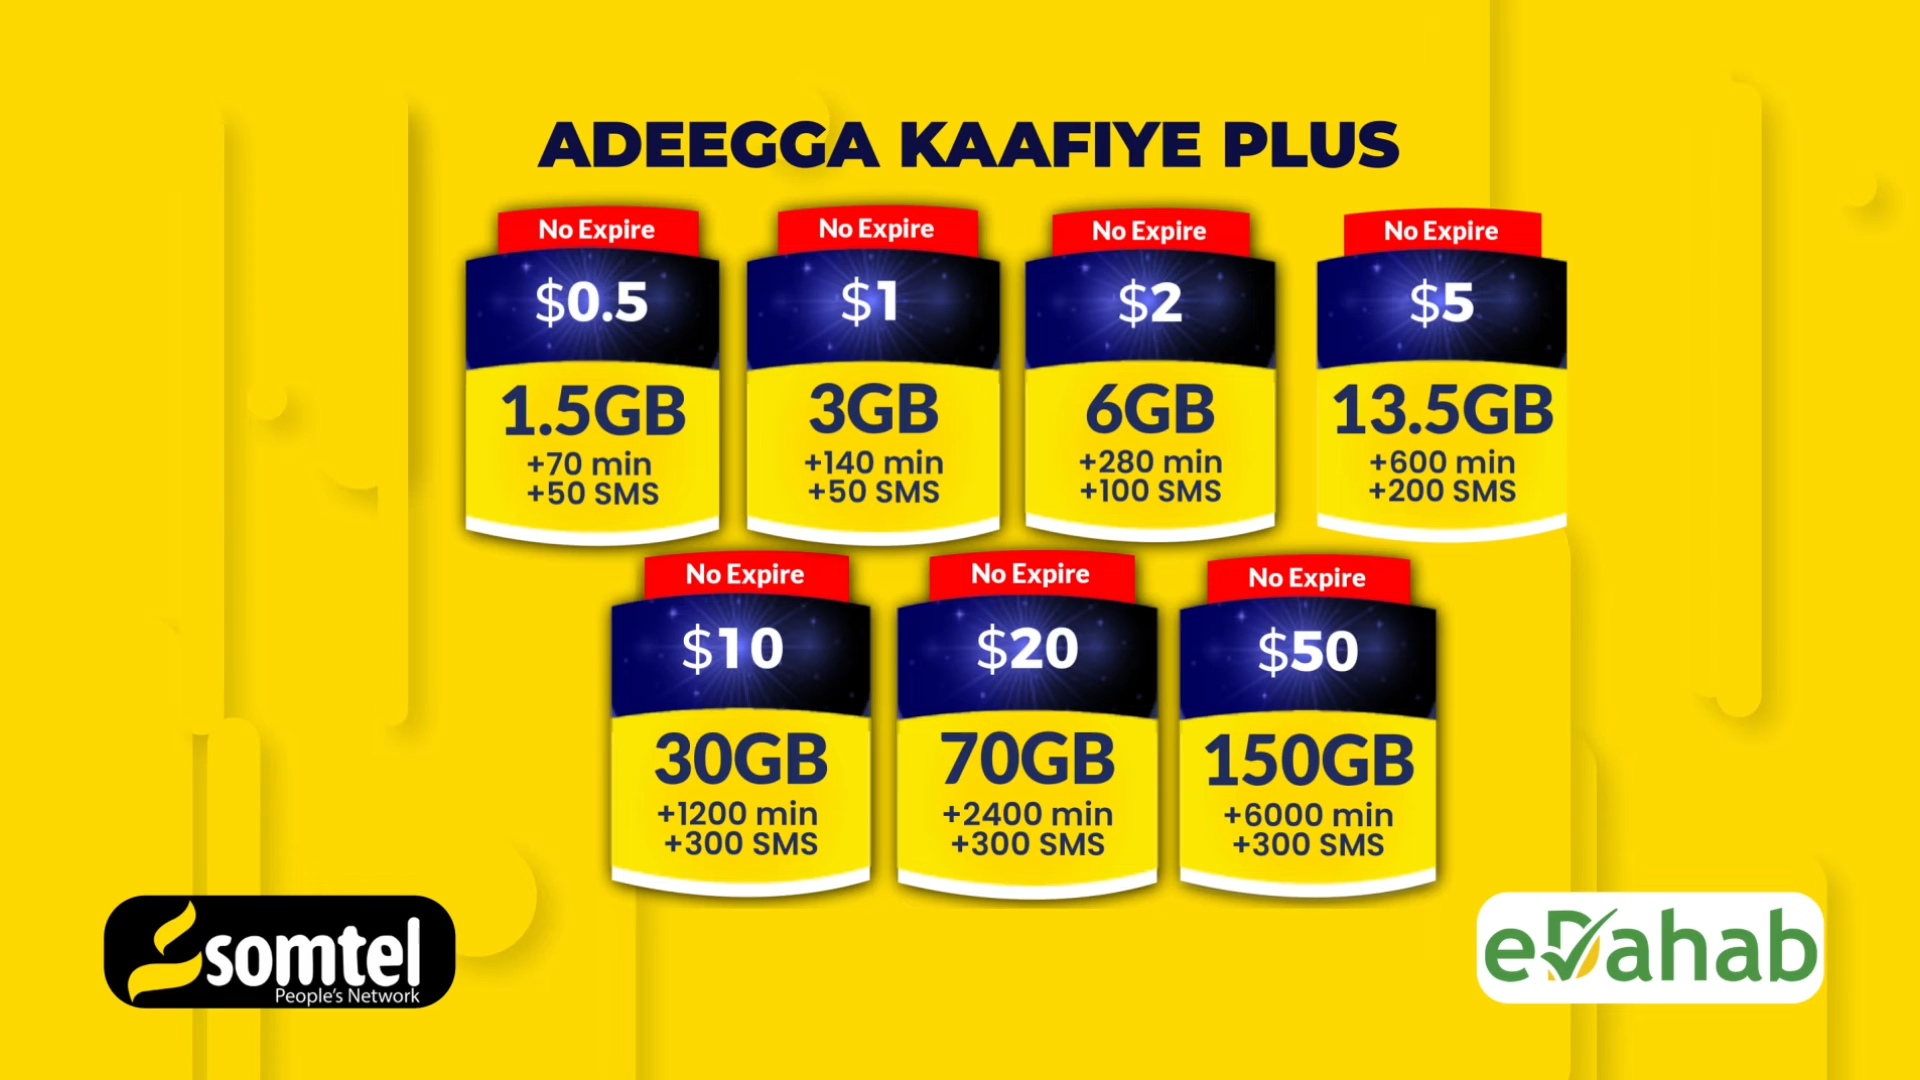 ADEEGGA KAAFIYE PLUS
No Expire
$0.5
1.5GB
+70 min
+50 SMS
No Expire
$1
3GB
+140 min
+50 SMS
No Expire
$2
6GB
+280 min
+100 SMS
No Expire
$5
13.5GB
+600 min
+200 SMS
No Expire
$10
30GB
+1200 min
+300 SMS
No Expire
$20
70GB
+2400 min
+300 SMS
No Expire
$50
150GB
+6000 min
+300 SMS
somtel
People's Network
eDahab